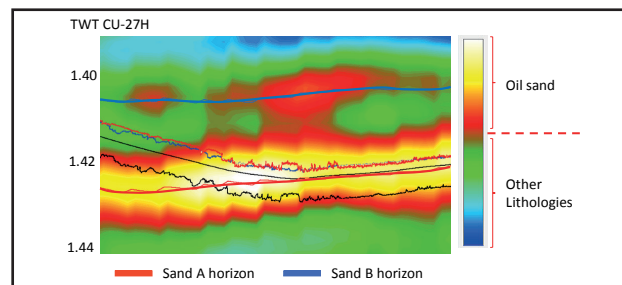 TWT CU-27H
1.40
1.42
1.44
Oil sand
Other
Lithologies
Sand A horizon
Sand B horizon